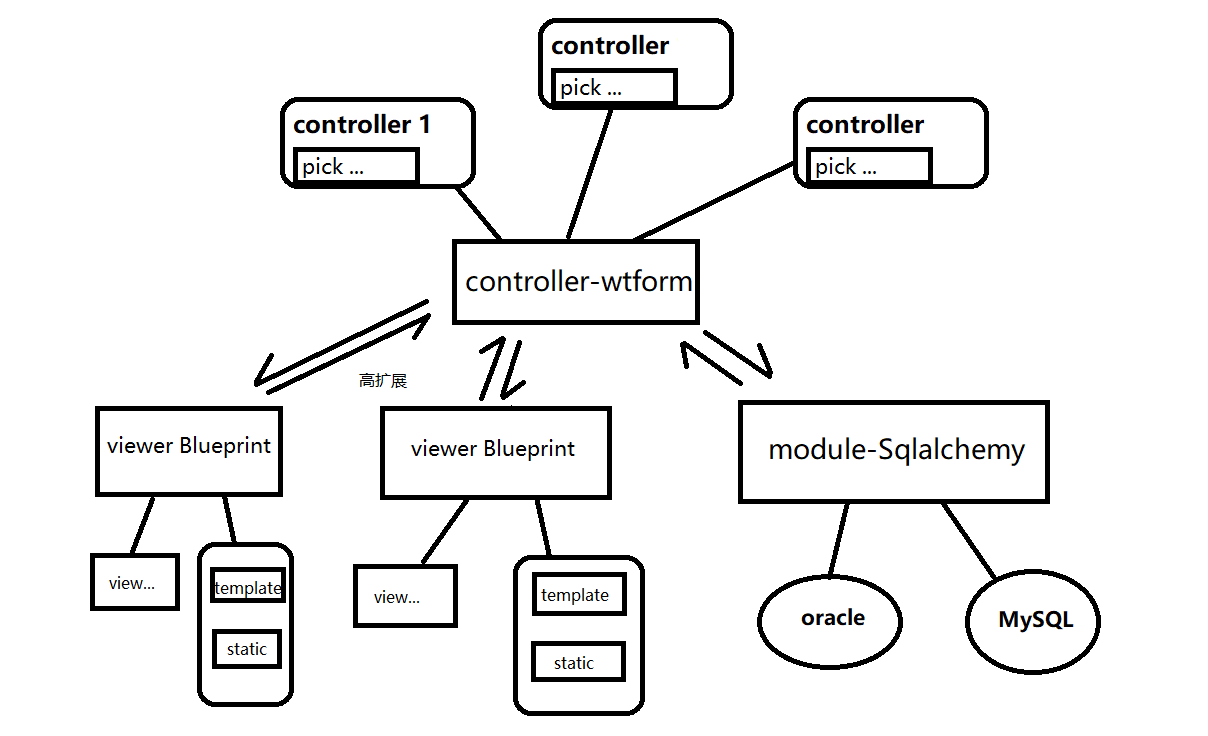 controller
pick ...
controller 1
pick ...
controller
pick ...
controller-wtform
高扩展
viewer Blueprint
viewer Blueprint
module-Sqlalchemy
view...
template
static
view...
template
static
oracle
MySQL